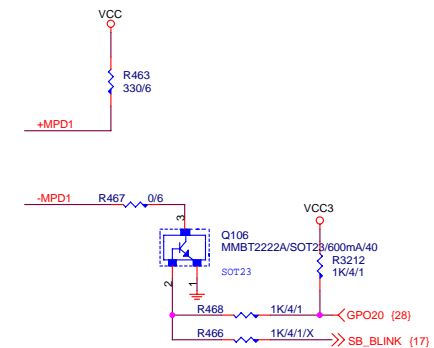 VCC
R463
330/6
+MPD1
-MPD1 R467 0/6
VCC3
3
Q106
MMBT2222A/SOT23/600mA/40
R3212
1K/4/1
SOT23
2
1
R468 1K/4/1 GPO20 {28}
R466 1K/4/1/X SB_BLINK {17}